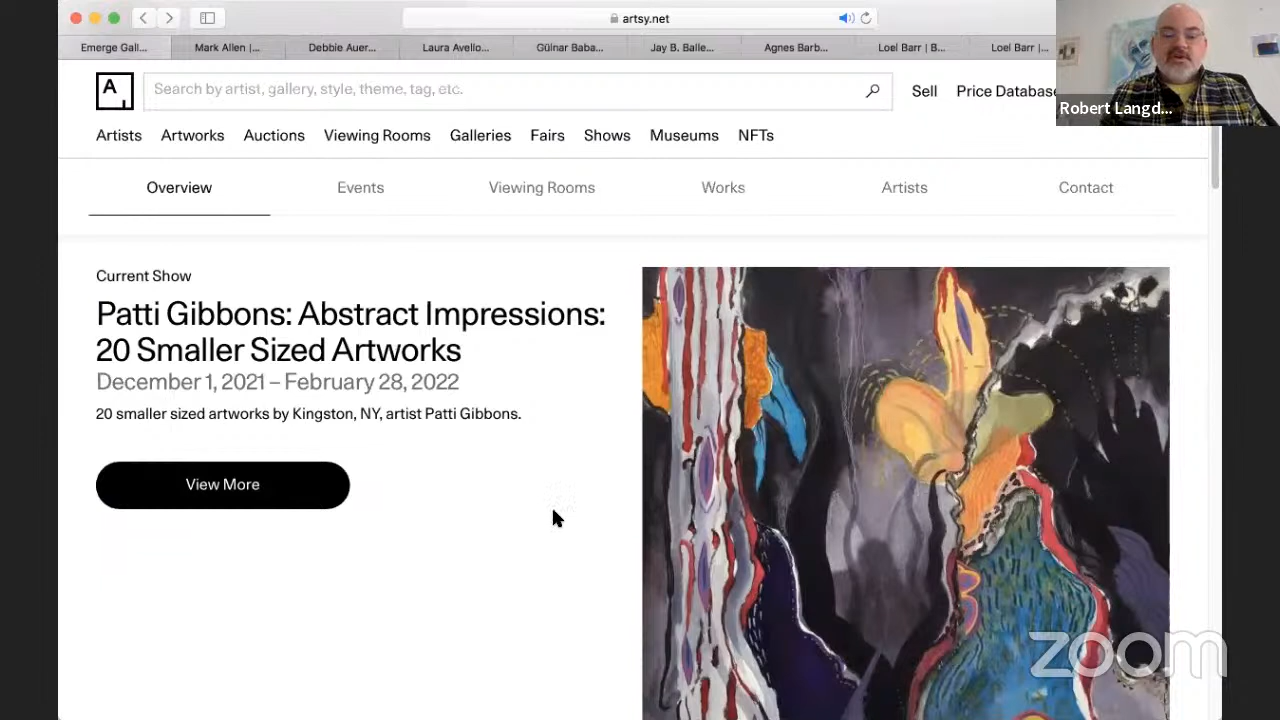 artsy.net
Emerge Gall...
Mark Allen |...
Debbie Auer...
Laura Avello...
Gülnar Baba...
Jay B. Balle...
Agnes Barb...
Loel Barr | B...
Loel Barr |...
A
Search by artist, gallery, style, theme, tag, etc.
Sell
Price Database
Robert Langd...
Artists
Artworks
Auctions
Viewing Rooms
Galleries
Fairs
Shows
Museums
NFTs
Overview
Events
Viewing Rooms
Works
Artists
Contact
Current Show
Patti Gibbons: Abstract Impressions:
20 Smaller Sized Artworks
December 1, 2021 – February 28, 2022
20 smaller sized artworks by Kingston, NY, artist Patti Gibbons.
View More
zoom